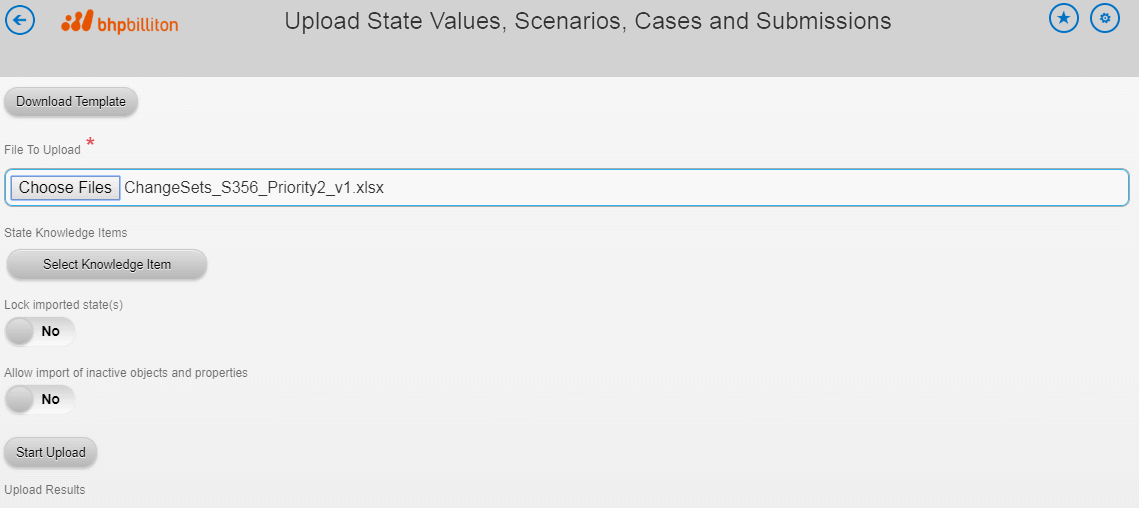 bhpbilliton
Upload State Values, Scenarios, Cases and Submissions
Download Template
File To Upload *
Choose Files ChangeSets_S356_Priority2_v1.xlsx
State Knowledge Items
Select Knowledge Item
Lock imported state(s)
No
Allow import of inactive objects and properties
No
Start Upload
Upload Results